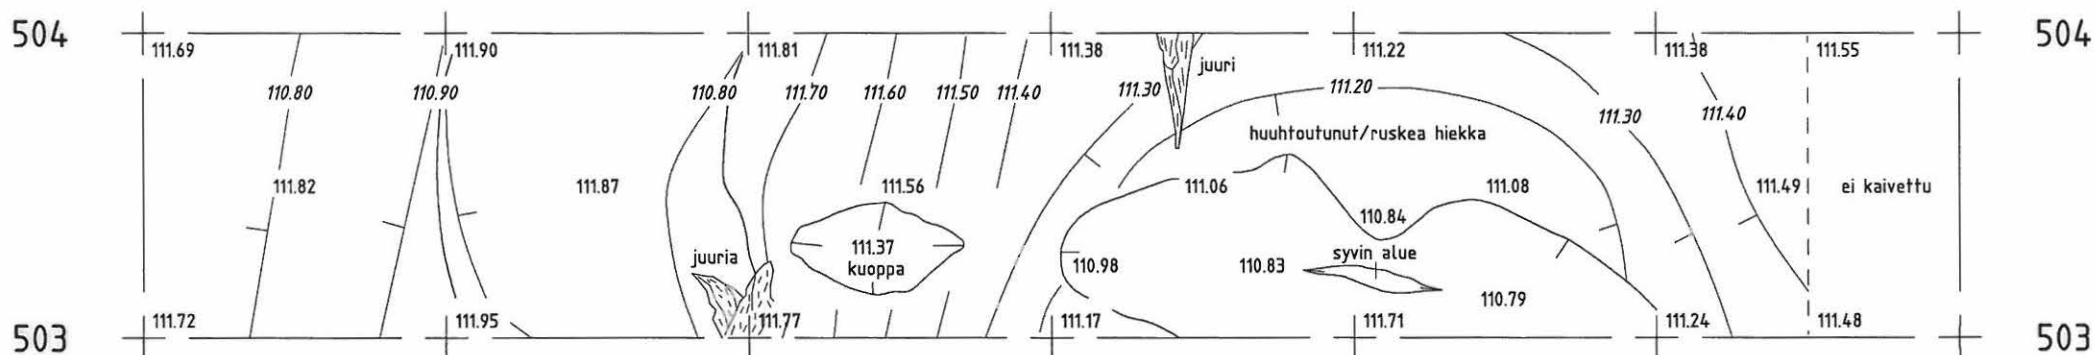 504 504
111.69 111.90 111.81 111.38 111.22 111.38 111.55
juuri
110.80 110.90 110.80 111.70 111.60 111.50 111.40 111.30 111.20 111.30 111.40
huuhtoutunut/ruskea hiekka
111.82 111.87 111.56 111.06 111.08 111.49 ei kaivettu
110.84
111.37
kuoppa
juuria
syvin alue
110.98 110.83
110.79
111.72 111.95 111.77 111.17 111.71 111.24 111.48
503 503